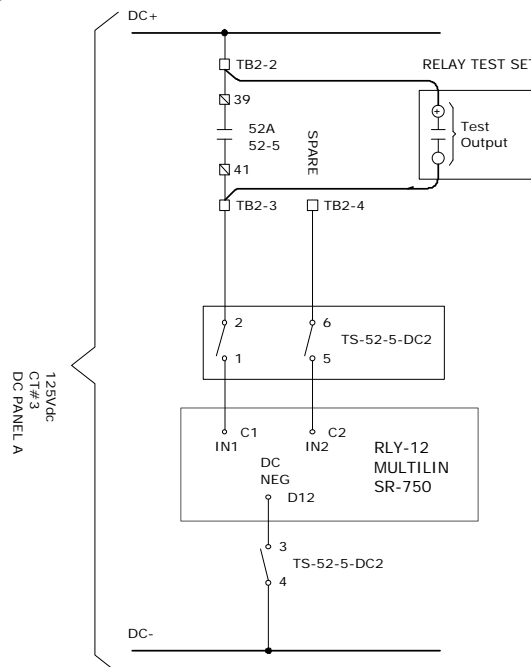 DC+
TB2-2
RELAY TEST SET
39
+
52A
52-5
SPARE
Test
Output
41
TB2-3
TB2-4
2
6
TS-52-5-DC2
1
5
125Vdc
CT#3
DC PANEL A
C1
C2
IN1
IN2
RLY-12
MULTILIN
SR-750
DC
NEG
D12
3
TS-52-5-DC2
4
DC-